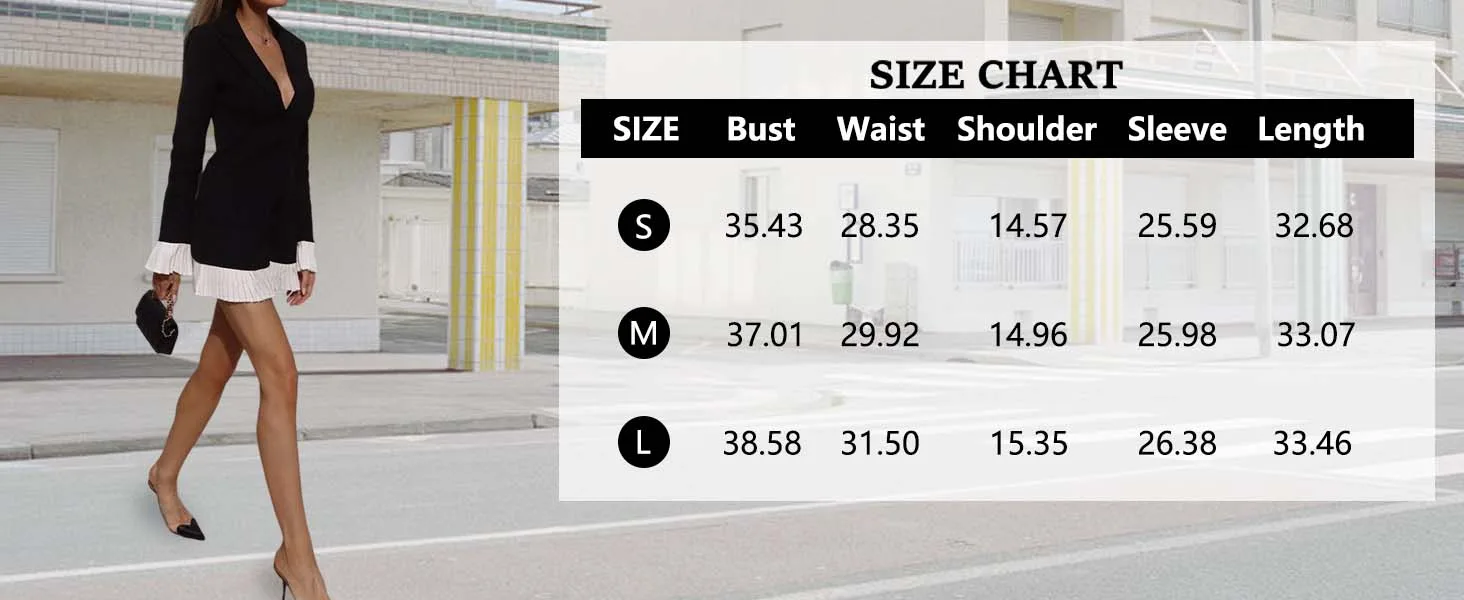 SIZE CHART
SIZE Bust Waist Shoulder Sleeve Length
S 35.43 28.35 14.57 25.59 32.68
M 37.01 29.92 14.96 25.98 33.07
L 38.58 31.50 15.35 26.38 33.46